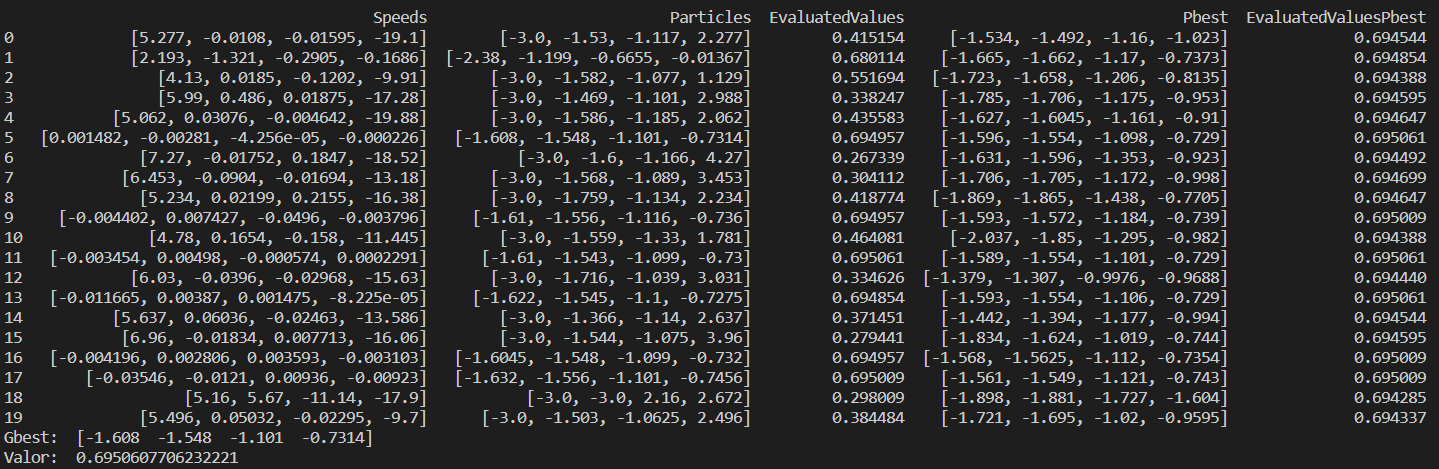 Speeds Particles EvaluatedValues Pbest EvaluatedValuesPbest
0 [5.277, -0.0108, -0.01595, -19.1] [-3.0, -1.53, -1.117, 2.277] 0.415154 [-1.534, -1.492, -1.16, -1.023] 0.694544
1 [2.193, -1.321, -0.2905, -0.1686] [-2.38, -1.199, -0.6655, -0.01367] 0.680114 [-1.665, -1.662, -1.17, -0.7373] 0.694854
2 [4.13, 0.0185, -0.1202, -9.91] [-3.0, -1.582, -1.077, 1.129] 0.551694 [-1.723, -1.658, -1.206, -0.8135] 0.694388
3 [5.99, 0.486, 0.01875, -17.28] [-3.0, -1.469, -1.101, 2.988] 0.338247 [-1.785, -1.706, -1.175, -0.953] 0.694595
4 [5.062, 0.03076, -0.004642, -19.88] [-3.0, -1.586, -1.185, 2.062] 0.435583 [-1.627, -1.6045, -1.161, -0.91] 0.694647
5 [0.001482, -0.00281, -4.256e-05, -0.000226] [-1.608, -1.548, -1.101, -0.7314] 0.694957 [-1.596, -1.554, -1.098, -0.729] 0.695061
6 [7.27, -0.01752, 0.1847, -18.52] [-3.0, -1.6, -1.166, 4.27] 0.267339 [-1.631, -1.596, -1.353, -0.923] 0.694492
7 [6.453, -0.0904, -0.01694, -13.18] [-3.0, -1.568, -1.089, 3.453] 0.304112 [-1.706, -1.705, -1.172, -0.998] 0.694699
8 [5.234, 0.02199, 0.2155, -16.38] [-3.0, -1.759, -1.134, 2.234] 0.418774 [-1.869, -1.865, -1.438, -0.7705] 0.694647
9 [-0.004402, 0.007427, -0.0496, -0.003796] [-1.61, -1.556, -1.116, -0.736] 0.694957 [-1.593, -1.572, -1.184, -0.739] 0.695009
10 [4.78, 0.1654, -0.158, -11.445] [-3.0, -1.559, -1.33, 1.781] 0.464081 [-2.037, -1.85, -1.295, -0.982] 0.694388
11 [-0.003454, 0.00498, -0.000574, 0.0002291] [-1.61, -1.543, -1.099, -0.73] 0.695061 [-1.589, -1.554, -1.101, -0.729] 0.695061
12 [6.03, -0.0396, -0.02968, -15.63] [-3.0, -1.716, -1.039, 3.031] 0.334626 [-1.379, -1.307, -0.9976, -0.9688] 0.694440
13 [-0.011665, 0.00387, 0.001475, -8.225e-05] [-1.622, -1.545, -1.1, -0.7275] 0.694854 [-1.593, -1.554, -1.106, -0.729] 0.695061
14 [5.637, 0.06036, -0.02463, -13.586] [-3.0, -1.366, -1.14, 2.637] 0.371451 [-1.442, -1.394, -1.177, -0.994] 0.694544
15 [6.96, -0.01834, 0.007713, -16.06] [-3.0, -1.544, -1.075, 3.96] 0.279441 [-1.834, -1.624, -1.019, -0.744] 0.694595
16 [-0.004196, 0.002806, 0.003593, -0.003103] [-1.6045, -1.548, -1.099, -0.732] 0.694957 [-1.568, -1.5625, -1.112, -0.7354] 0.695009
17 [-0.03546, -0.0121, 0.00936, -0.00923] [-1.632, -1.556, -1.101, -0.7456] 0.695009 [-1.561, -1.549, -1.121, -0.743] 0.695009
18 [5.16, 5.67, -11.14, -17.9] [-3.0, -3.0, 2.16, 2.672] 0.298009 [-1.898, -1.881, -1.727, -1.604] 0.694285
19 [5.496, 0.05032, -0.02295, -9.7] [-3.0, -1.503, -1.0625, 2.496] 0.384484 [-1.721, -1.695, -1.02, -0.9595] 0.694337
Gbest: [-1.608 -1.548 -1.101 -0.7314]
Valor: 0.6950607706232221